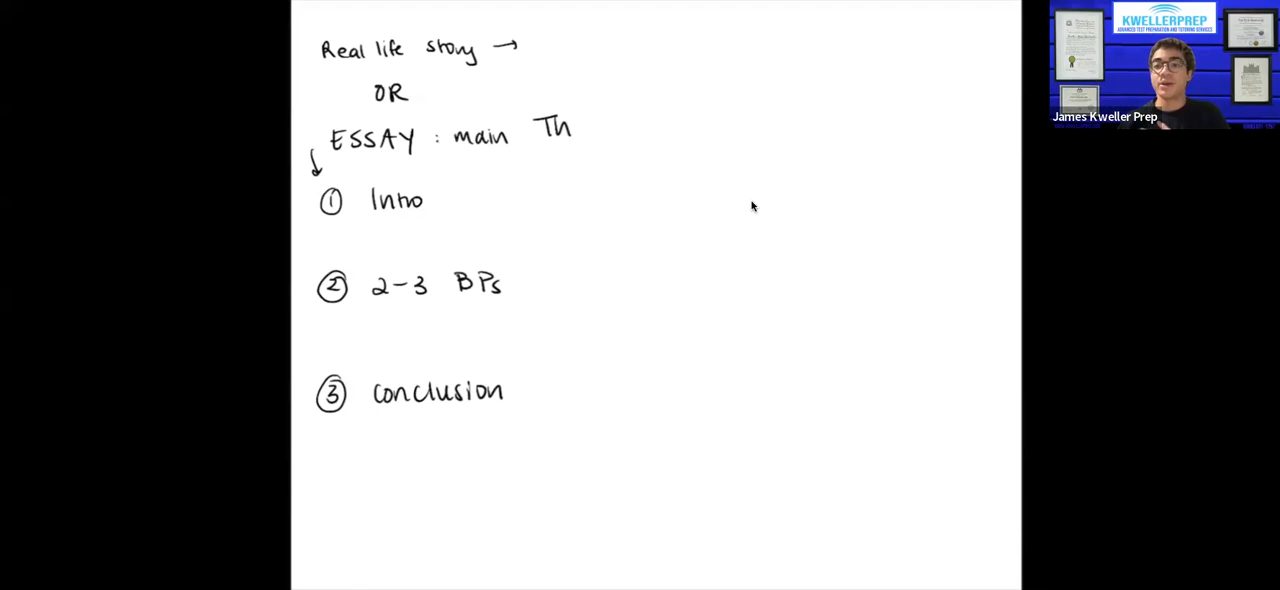 Real life story →
OR
ESSAY : main Th
① Intro
② 2-3 BPs
③ conclusion
KWELLERPREP
ADVANCED TEST PREPARATION AND TUTORING SERVICES
James Kweller Prep